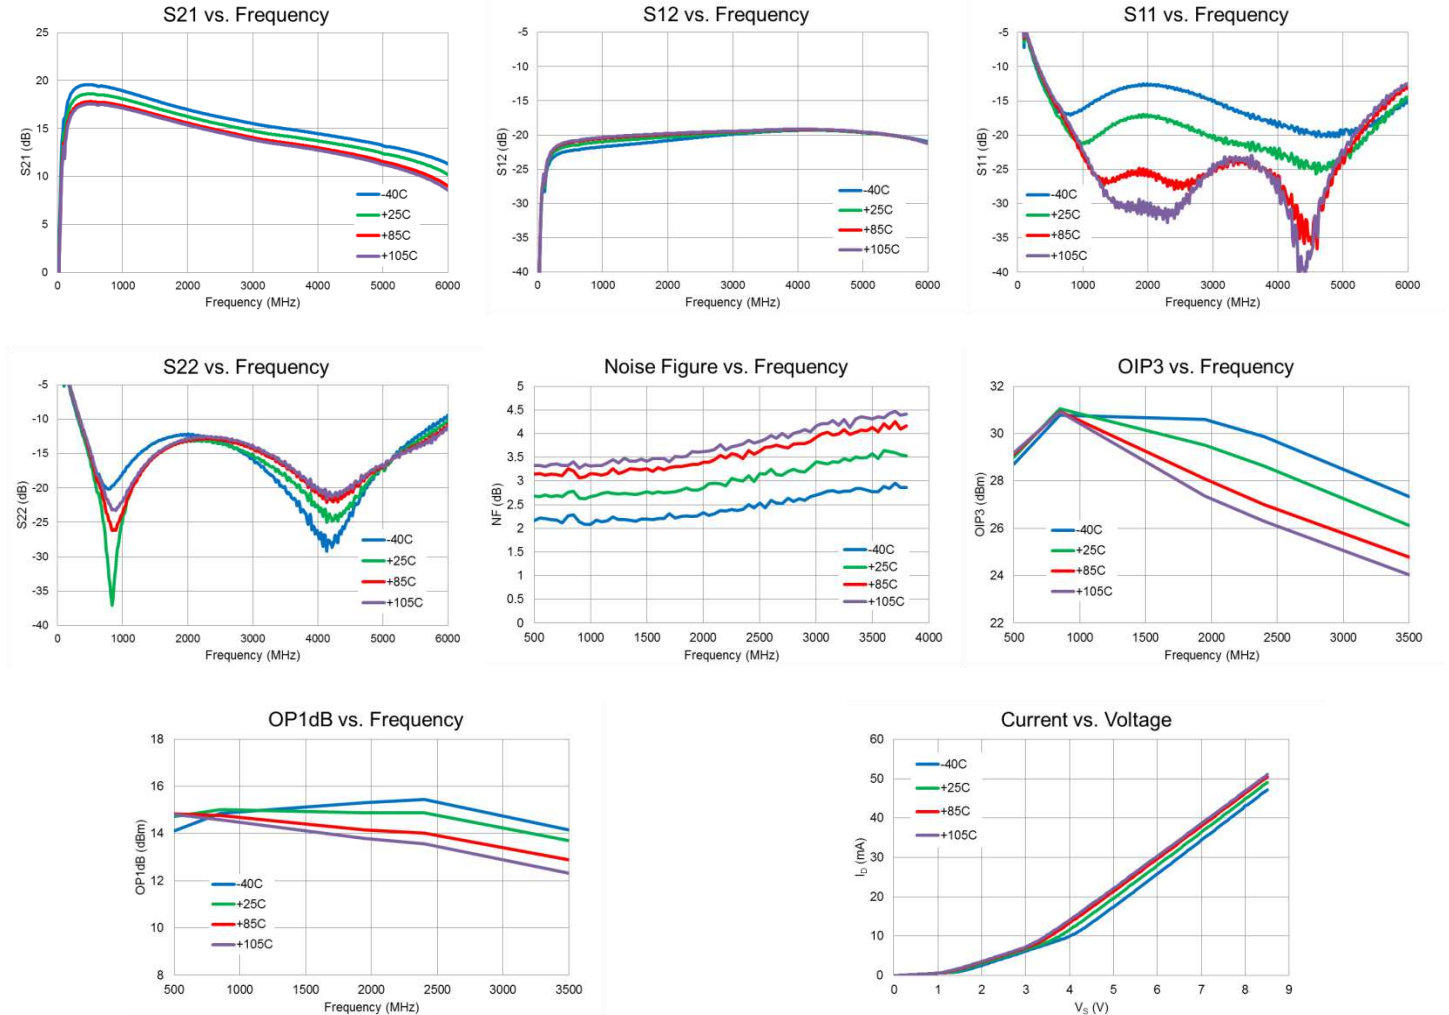 S21 vs. Frequency
25
20
15
10
5
0
S21 (dB)
-40C
+25C
+85C
+105C
0 1000 2000 3000 4000 5000 6000
Frequency (MHz)
S12 vs. Frequency
-5
-10
-15
-20
-25
-30
-35
-40
S12 (dB)
-40C
+25C
+85C
+105C
0 1000 2000 3000 4000 5000 6000
Frequency (MHz)
S11 vs. Frequency
-5
-10
-15
-20
-25
-30
-35
-40
S11 (dB)
-40C
+25C
+85C
+105C
0 1000 2000 3000 4000 5000 6000
Frequency (MHz)
S22 vs. Frequency
-5
-10
-15
-20
-25
-30
-35
-40
S22 (dB)
-40C
+25C
+85C
+105C
0 1000 2000 3000 4000 5000 6000
Frequency (MHz)
Noise Figure vs. Frequency
5
4.5
4
3.5
3
2.5
2
1.5
1
0.5
0
NF (dB)
-40C
+25C
+85C
+105C
500 1000 1500 2000 2500 3000 3500 4000
Frequency (MHz)
OIP3 vs. Frequency
32
30
28
26
24
22
OIP3 (dBm)
-40C
+25C
+85C
+105C
500 1000 1500 2000 2500 3000 3500
Frequency (MHz)
OP1dB vs. Frequency
18
16
14
12
10
8
OP1dB (dBm)
-40C
+25C
+85C
+105C
500 1000 1500 2000 2500 3000 3500
Frequency (MHz)
Current vs. Voltage
60
50
40
30
20
10
0
I_D (mA)
-40C
+25C
+85C
+105C
0 1 2 3 4 5 6 7 8 9
V_S (V)